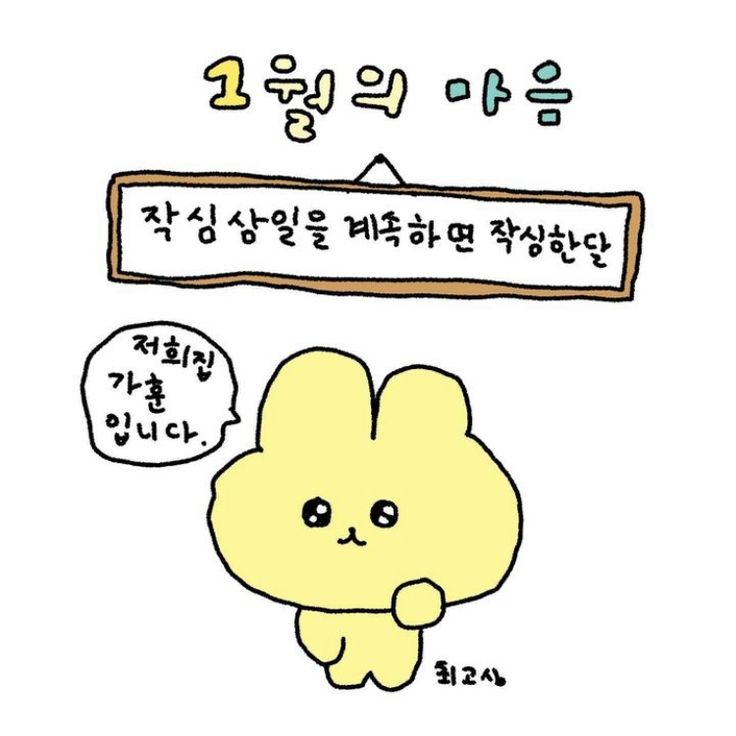 1월의 마음
작심삼일을 계속하면 작심한달
저희집
가훈
입니다.
최고심